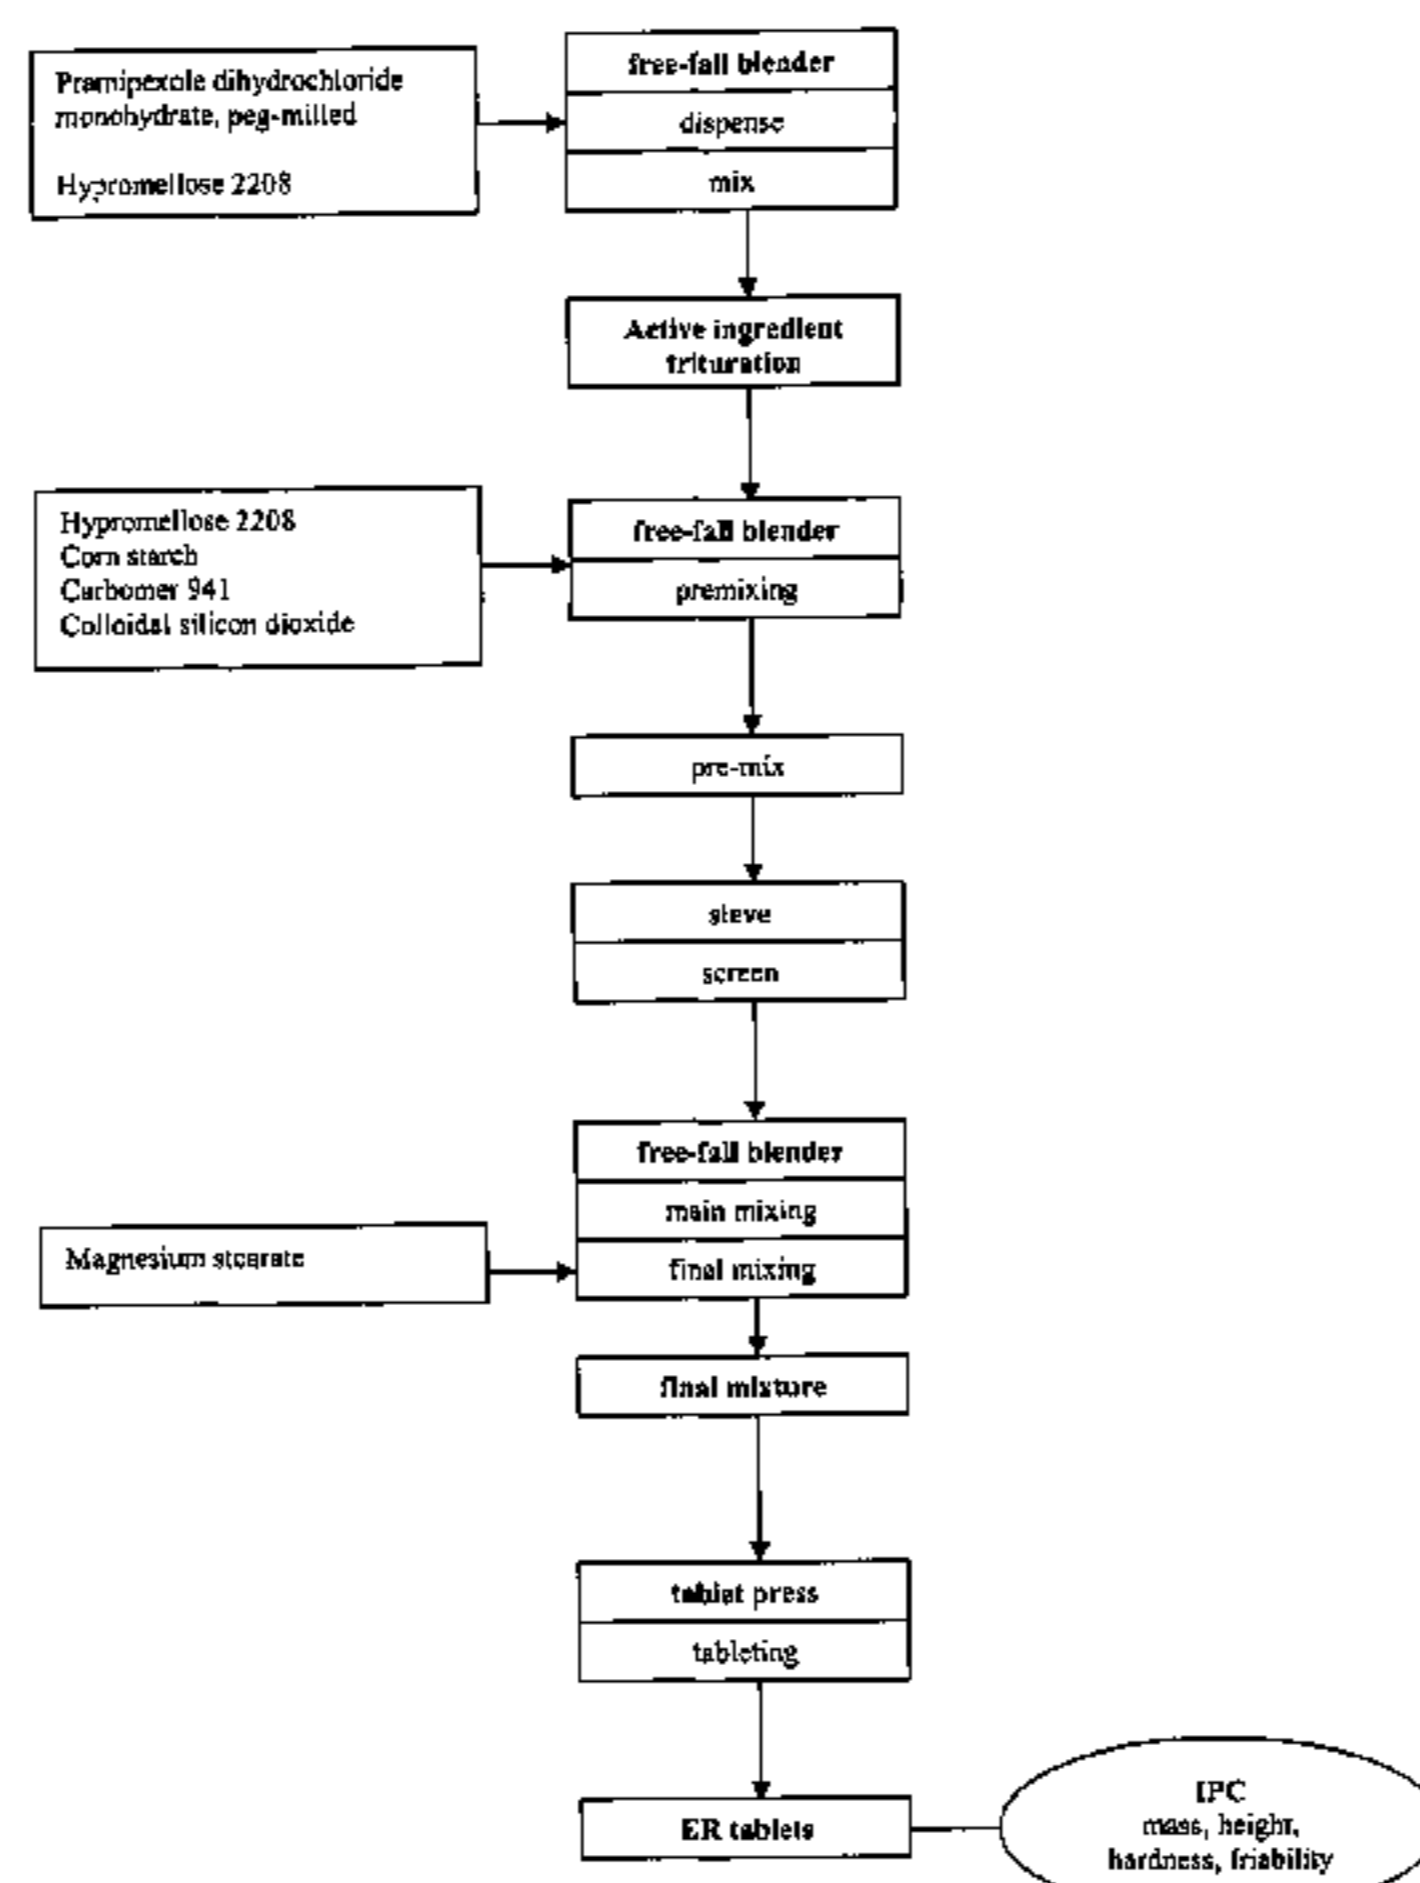 Pramipexole dihydrochloride
monohydrate, peg-milled
Hypromellose 2208
free-fall blender
dispense
mix
Active ingredient
trituration
Hypromellose 2208
Corn starch
Carbomer 941
Colloidal silicon dioxide
free-fall blender
premixing
pre-mix
sieve
screen
free-fall blender
main mixing
final mixing
Magnesium stearate
final mixture
tablet press
tableting
ER tablets
IPC
mass, height,
hardness, friability